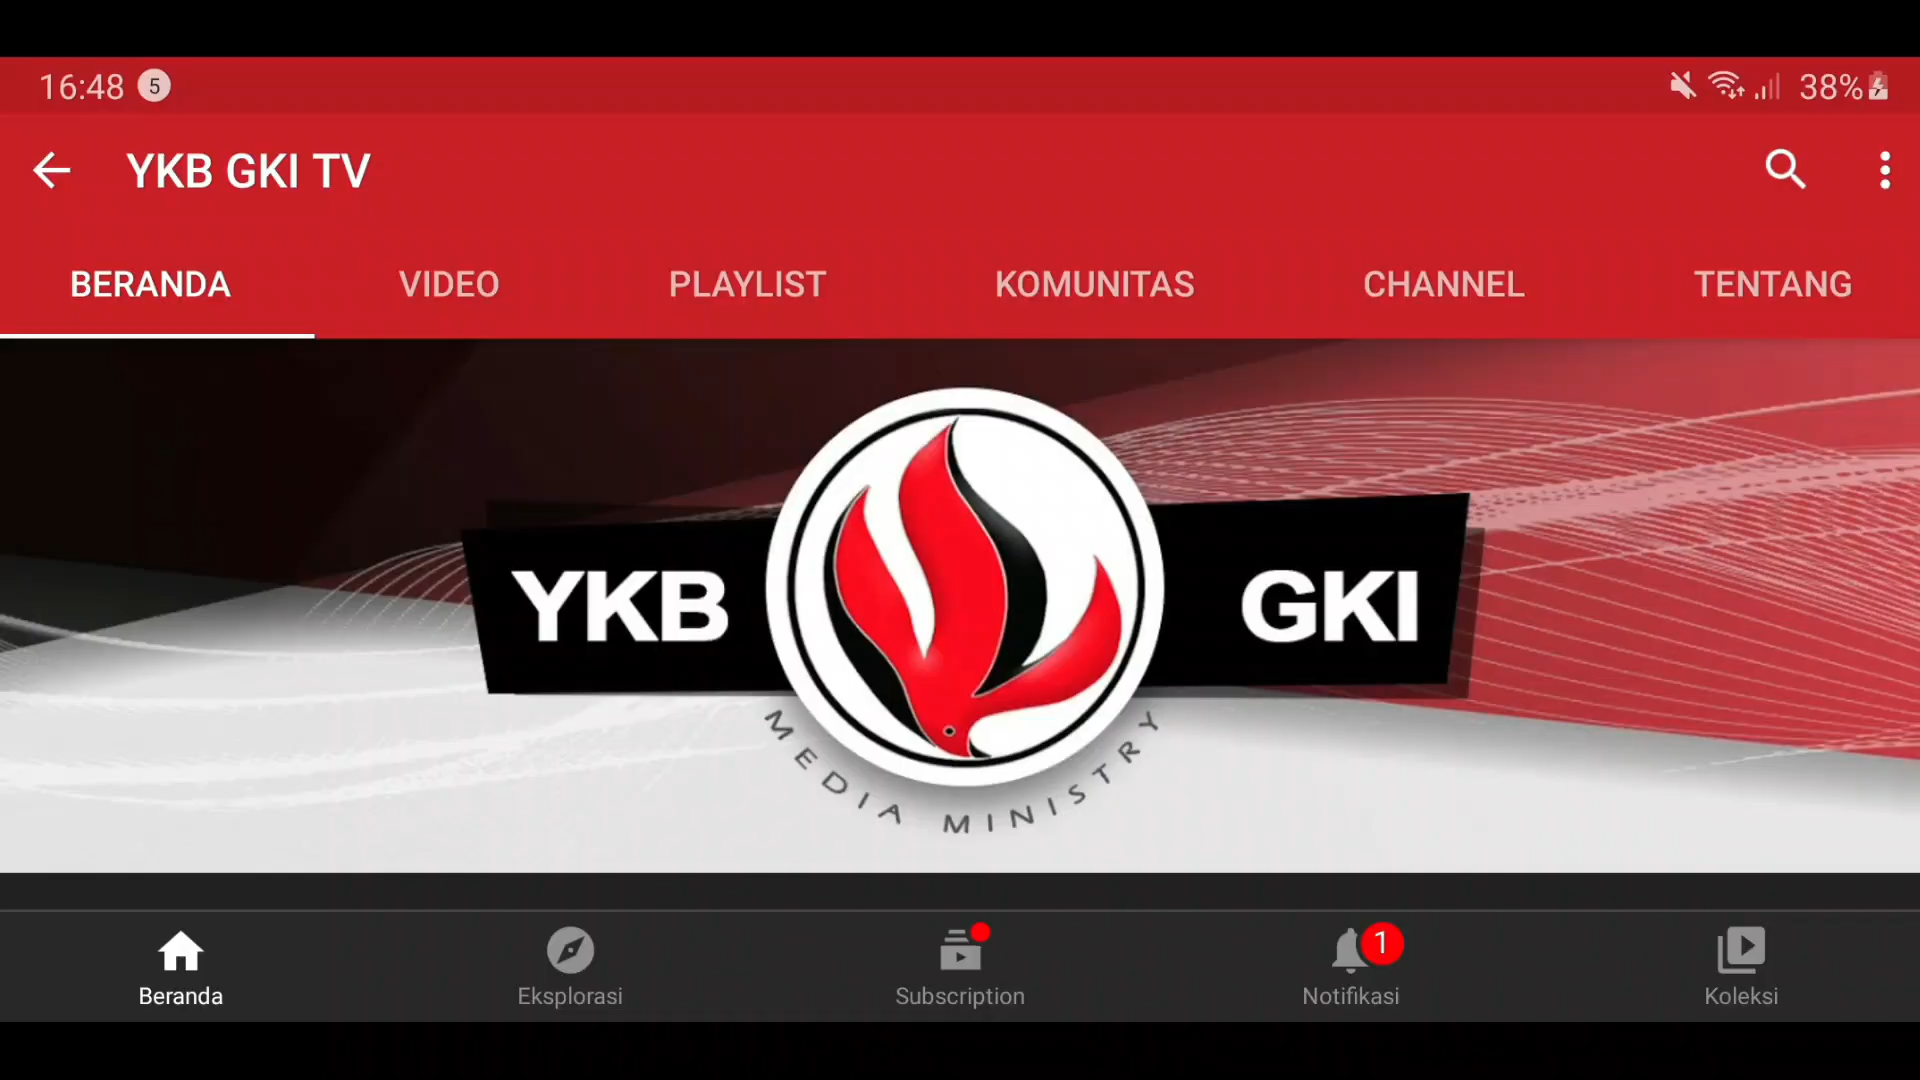 16:48 5 38%
YKB GKI TV
BERANDA VIDEO PLAYLIST KOMUNITAS CHANNEL TENTANG
YKB GKI
MEDIA MINISTRY
1
Beranda Eksplorasi Subscription Notifikasi Koleksi